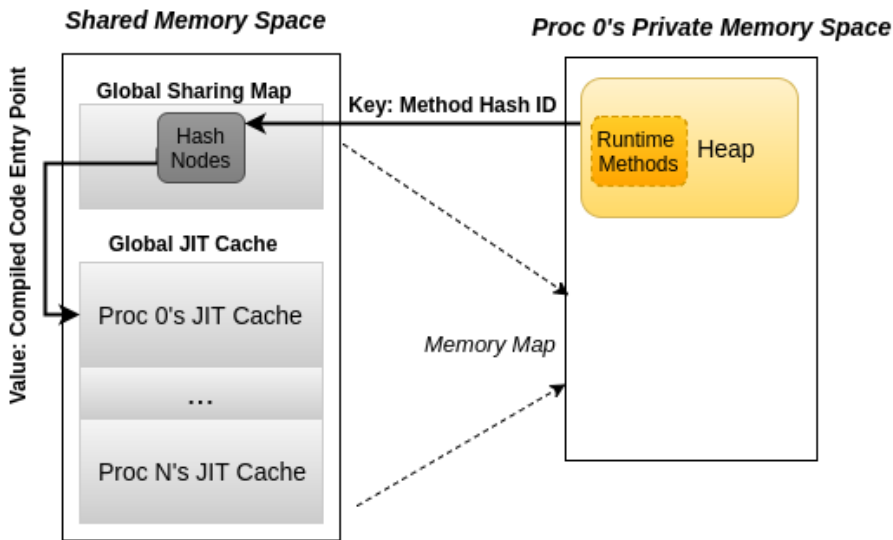 Shared Memory Space
Proc 0's Private Memory Space
Value: Compiled Code Entry Point
Global Sharing Map
Hash
Nodes
Key: Method Hash ID
Runtime
Methods
Heap
Global JIT Cache
Proc 0's JIT Cache
...
Proc N's JIT Cache
Memory Map